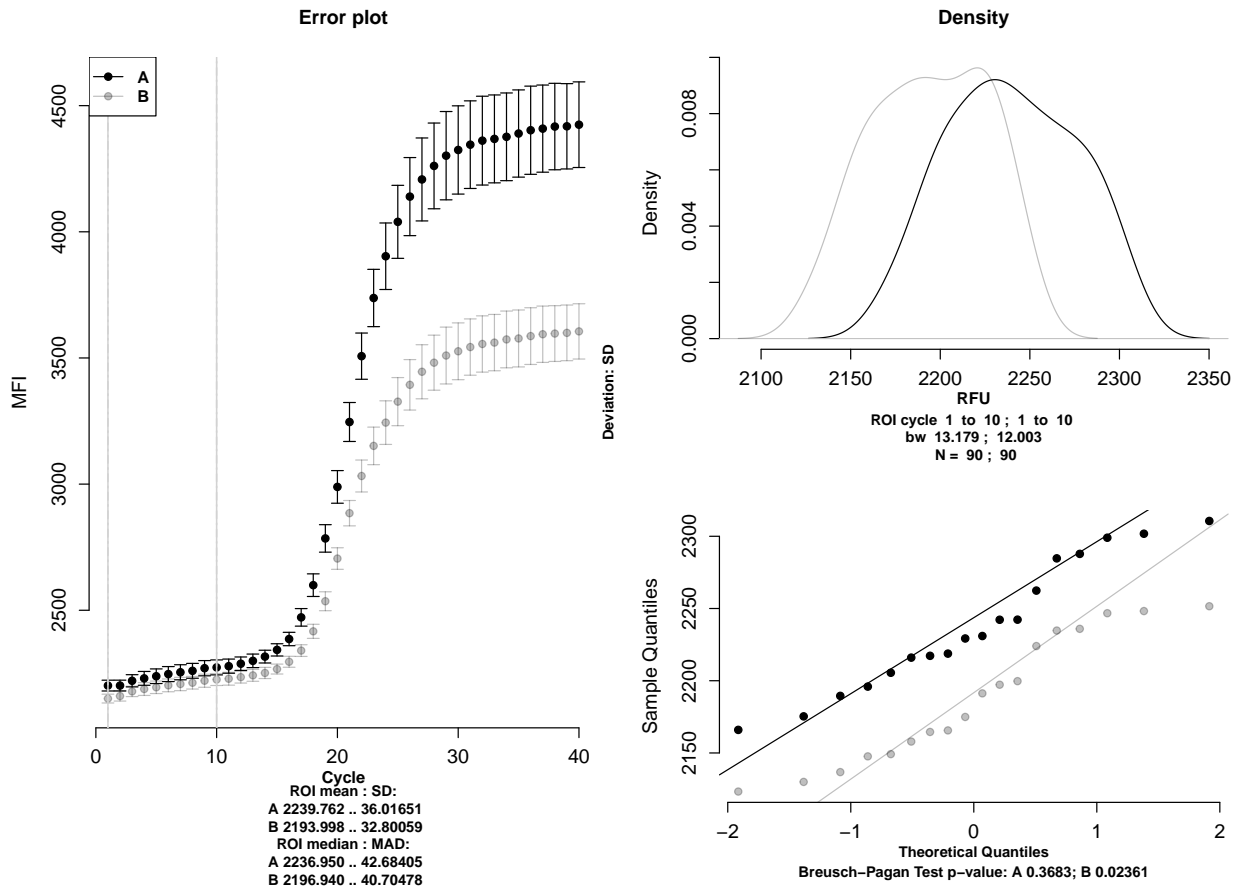 Error plot
A
B
MFI
4500
4000
3500
3000
2500
0
10
20
30
40
Cycle
ROI mean : SD:
A 2239.762 .. 36.01651
B 2193.998 .. 32.80059
ROI median : MAD:
A 2236.950 .. 42.68405
B 2196.940 .. 40.70478
Deviation: SD
Density
Density
0.008
0.004
0.000
2100
2150
2200
2250
2300
2350
RFU
ROI cycle 1 to 10 ; 1 to 10
bw 13.179 ; 12.003
N = 90 ; 90
Sample Quantiles
2300
2250
2200
2150
−2
−1
0
1
2
Theoretical Quantiles
Breusch−Pagan Test p−value: A 0.3683; B 0.02361